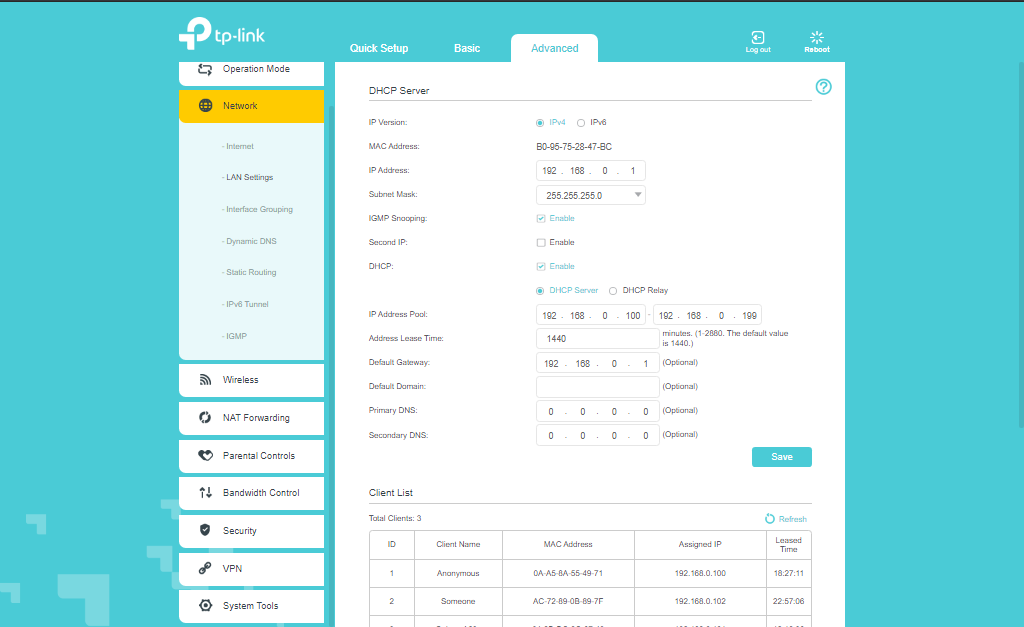 tp-link
Quick Setup
Basic
Advanced
Log out
Reboot
Operation Mode
Network
- Internet
- LAN Settings
- Interface Grouping
- Dynamic DNS
- Static Routing
- IPv6 Tunnel
- IGMP
Wireless
NAT Forwarding
Parental Controls
Bandwidth Control
Security
VPN
System Tools
DHCP Server
?
IP Version: IPv4 IPv6
MAC Address: B0-95-75-28-47-BC
IP Address: 192 . 168 . 0 . 1
Subnet Mask: 255.255.255.0
IGMP Snooping: Enable
Second IP: Enable
DHCP: Enable
DHCP Server DHCP Relay
IP Address Pool: 192 . 168 . 0 . 100 - 192 . 168 . 0 . 199
Address Lease Time: 1440 minutes. (1-2880. The default value
is 1440.)
Default Gateway: 192 . 168 . 0 . 1 (Optional)
Default Domain: (Optional)
Primary DNS: 0 . 0 . 0 . 0 (Optional)
Secondary DNS: 0 . 0 . 0 . 0 (Optional)
Save
Client List
Total Clients: 3
Refresh
ID Client Name MAC Address Assigned IP Leased Time
1 Anonymous 0A-A5-8A-55-49-71 192.168.0.100 18:27:11
2 Someone AC-72-89-0B-89-7F 192.168.0.102 22:57:06